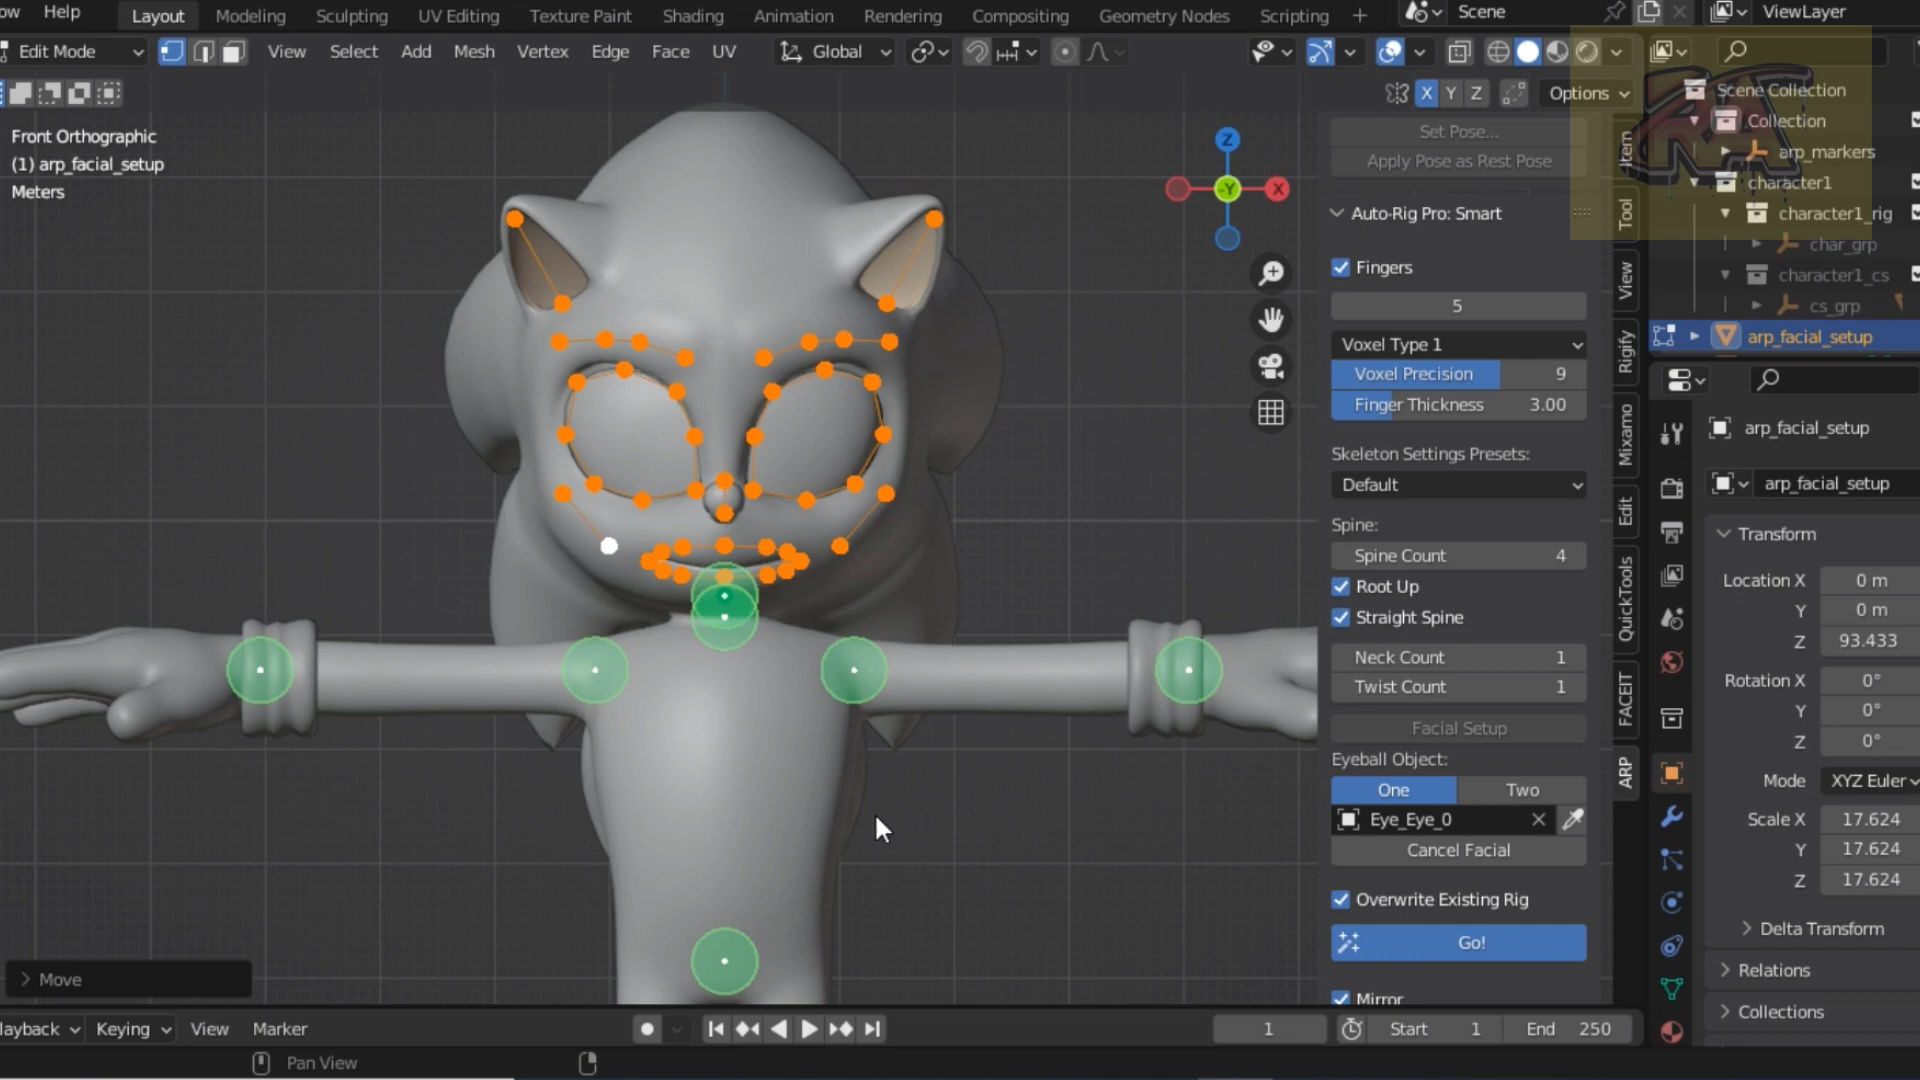 ow Help Layout Modeling Sculpting UV Editing Texture Paint Shading Animation Rendering Compositing Geometry Nodes Scripting + Scene ViewLayer
Edit Mode View Select Add Mesh Vertex Edge Face UV Global
X Y Z Options
Front Orthographic
(1) arp_facial_setup
Meters
Z
-Y X
Set Pose...
Apply Pose as Rest Pose
Auto-Rig Pro: Smart
Fingers
5
Voxel Type 1
Voxel Precision 9
Finger Thickness 3.00
Skeleton Settings Presets:
Default
Spine:
Spine Count 4
Root Up
Straight Spine
Neck Count 1
Twist Count 1
Facial Setup
Eyeball Object:
One Two
Eye_Eye_0
Cancel Facial
Overwrite Existing Rig
Go!
Mirror
Item
Tool
View
Rigify
Mixamo
Edit
QuickTools
FACEIT
ARP
Scene Collection
Collection
arp_markers
character1
character1_rig
char_grp
character1_cs
cs_grp
arp_facial_setup
arp_facial_setup
arp_facial_setup
Transform
Location X 0 m
Y 0 m
Z 93.433
Rotation X 0°
Y 0°
Z 0°
Mode XYZ Euler
Scale X 17.624
Y 17.624
Z 17.624
Delta Transform
Relations
Collections
Move
layback Keying View Marker 1 Start 1 End 250
Pan View